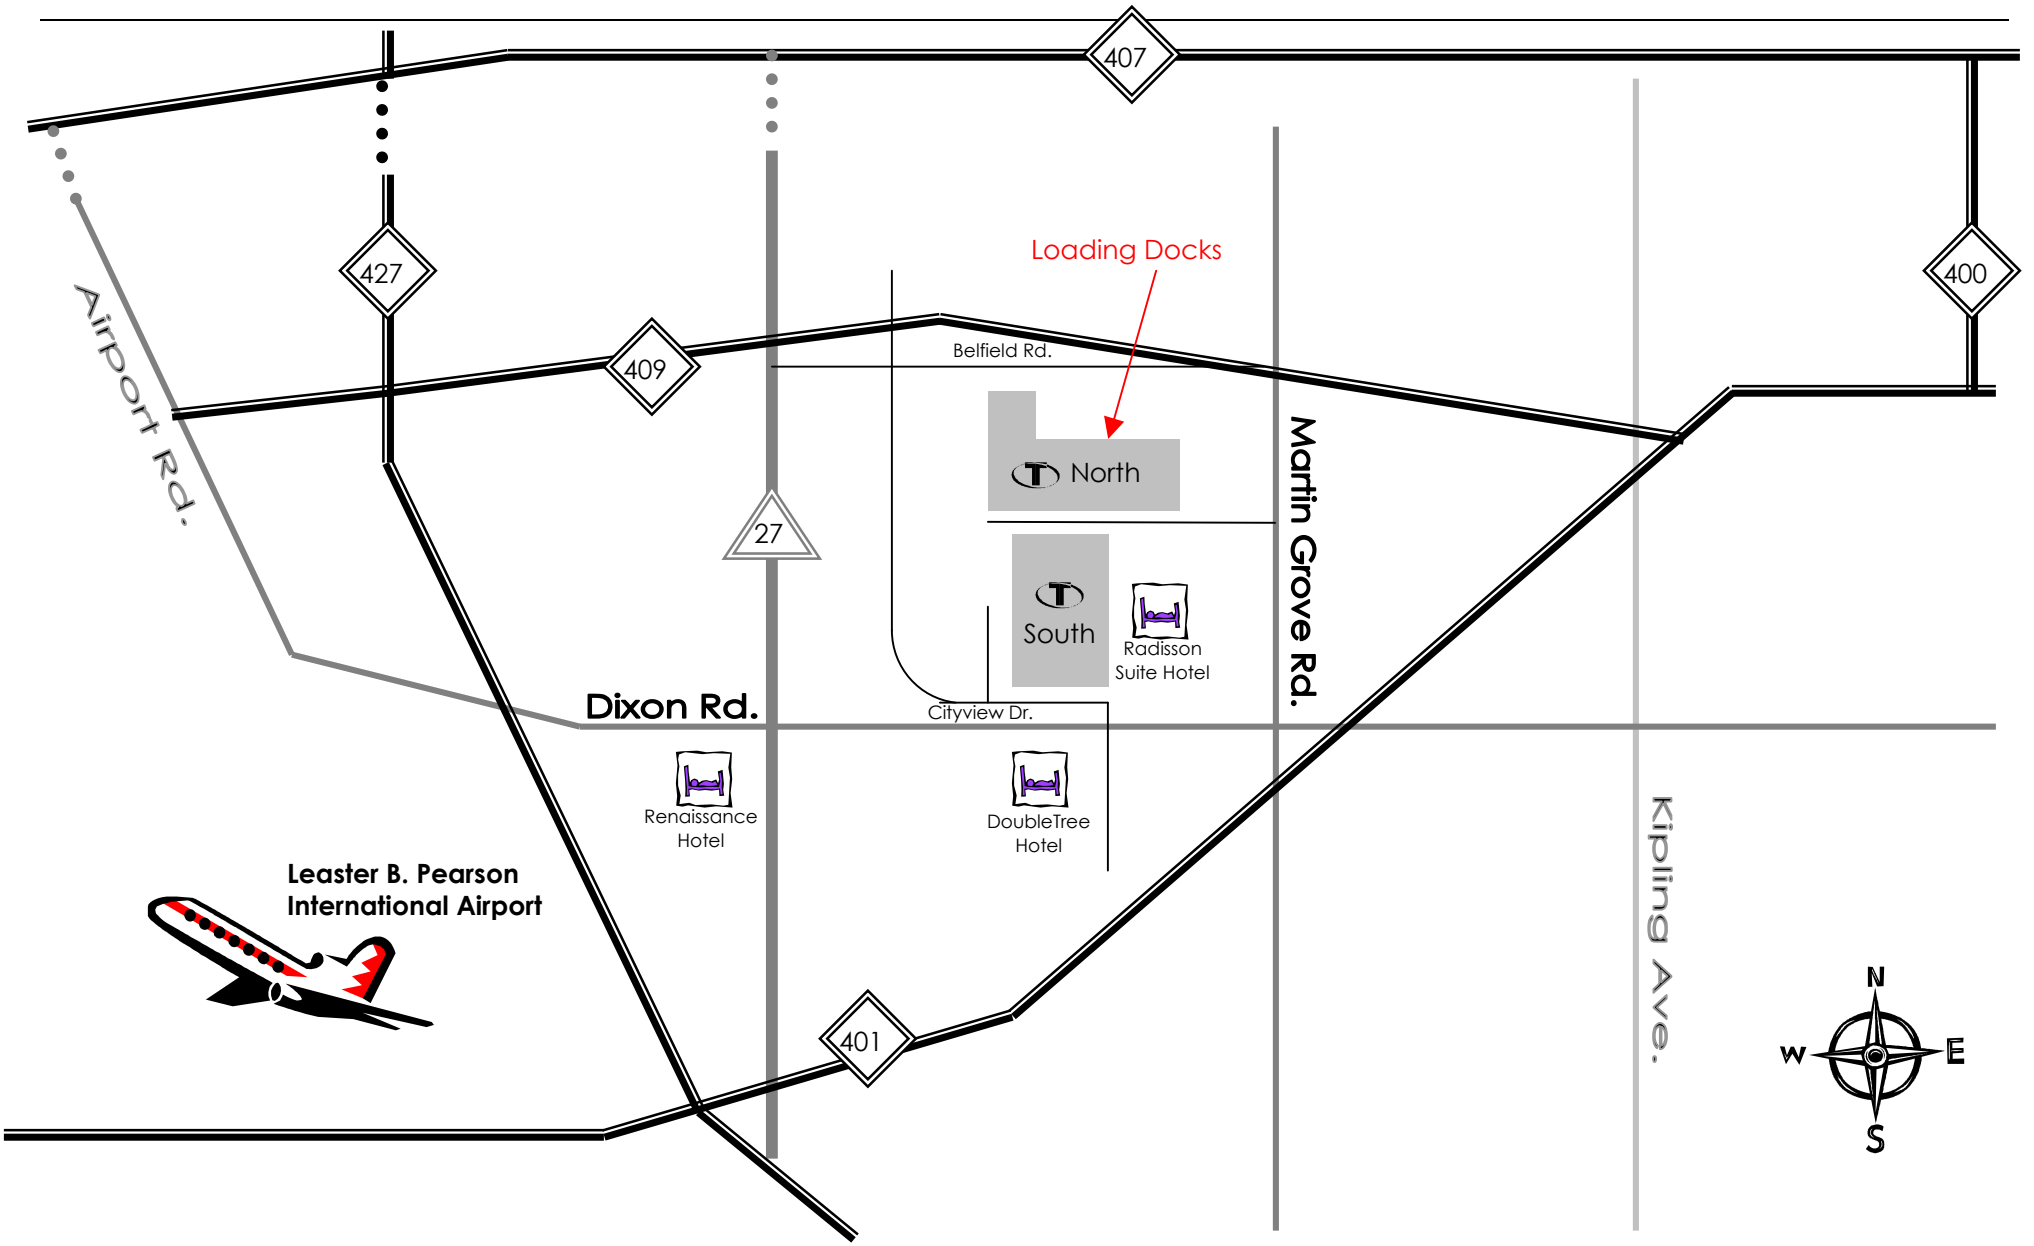 407
427
400
Loading Docks
Airport Rd.
Belfield Rd.
409
Martin Grove Rd.
T North
27
T
South
Radisson
Suite Hotel
Dixon Rd.
Cityview Dr.
Renaissance
Hotel
DoubleTree
Hotel
Kipling Ave.
Leaster B. Pearson
International Airport
401
N
W E
S